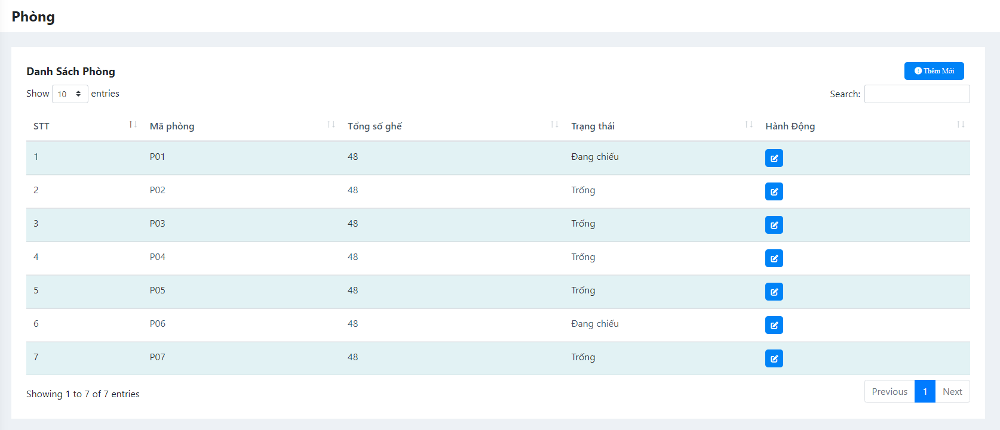 Phòng
Danh Sách Phòng
Thêm Mới
Show 10 entries
Search:
STT Mã phòng Tổng số ghế Trạng thái Hành Động
1 P01 48 Đang chiếu
2 P02 48 Trống
3 P03 48 Trống
4 P04 48 Trống
5 P05 48 Trống
6 P06 48 Đang chiếu
7 P07 48 Trống
Showing 1 to 7 of 7 entries
Previous 1 Next